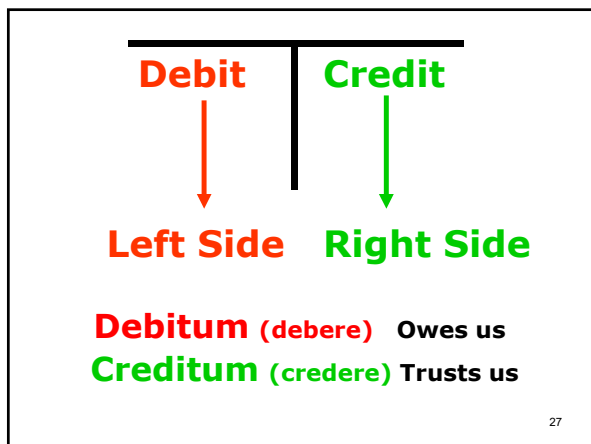 Debit Credit
Left Side Right Side
Debitum (debere) Owes us
Creditum (credere) Trusts us
27